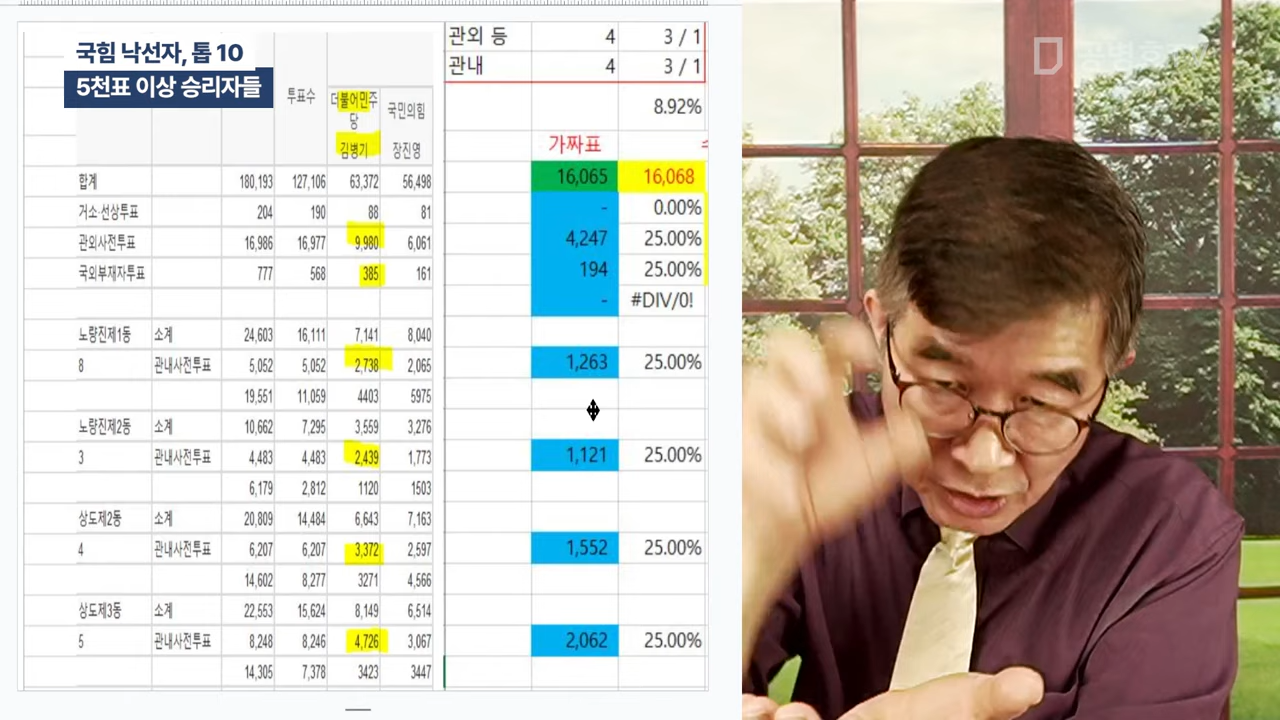 국힘 낙선자, 톱 10
5천표 이상 승리자들
투표수 더불어민주당 국민의힘
김병기 장진영
합계 180,193 127,106 63,372 56,498
거소·선상투표 204 190 88 81
관외사전투표 16,986 16,977 9,980 6,061
국외부재자투표 777 568 385 161
노량진제1동 소계 24,603 16,111 7,141 8,040
8 관내사전투표 5,052 5,052 2,738 2,065
19,551 11,059 4403 5975
노량진제2동 소계 10,662 7,295 3,559 3,276
3 관내사전투표 4,483 4,483 2,439 1,773
6,179 2,812 1120 1503
상도제2동 소계 20,809 14,484 6,643 7,163
4 관내사전투표 6,207 6,207 3,372 2,597
14,602 8,277 3271 4,566
상도제3동 소계 22,553 15,624 8,149 6,514
5 관내사전투표 8,248 8,246 4,726 3,067
14,305 7,378 3423 3447
관외 등 4 3 / 1
관내 4 3 / 1
8.92%
가짜표
16,065 16,068
- 0.00%
4,247 25.00%
194 25.00%
- #DIV/0!
1,263 25.00%
1,121 25.00%
1,552 25.00%
2,062 25.00%